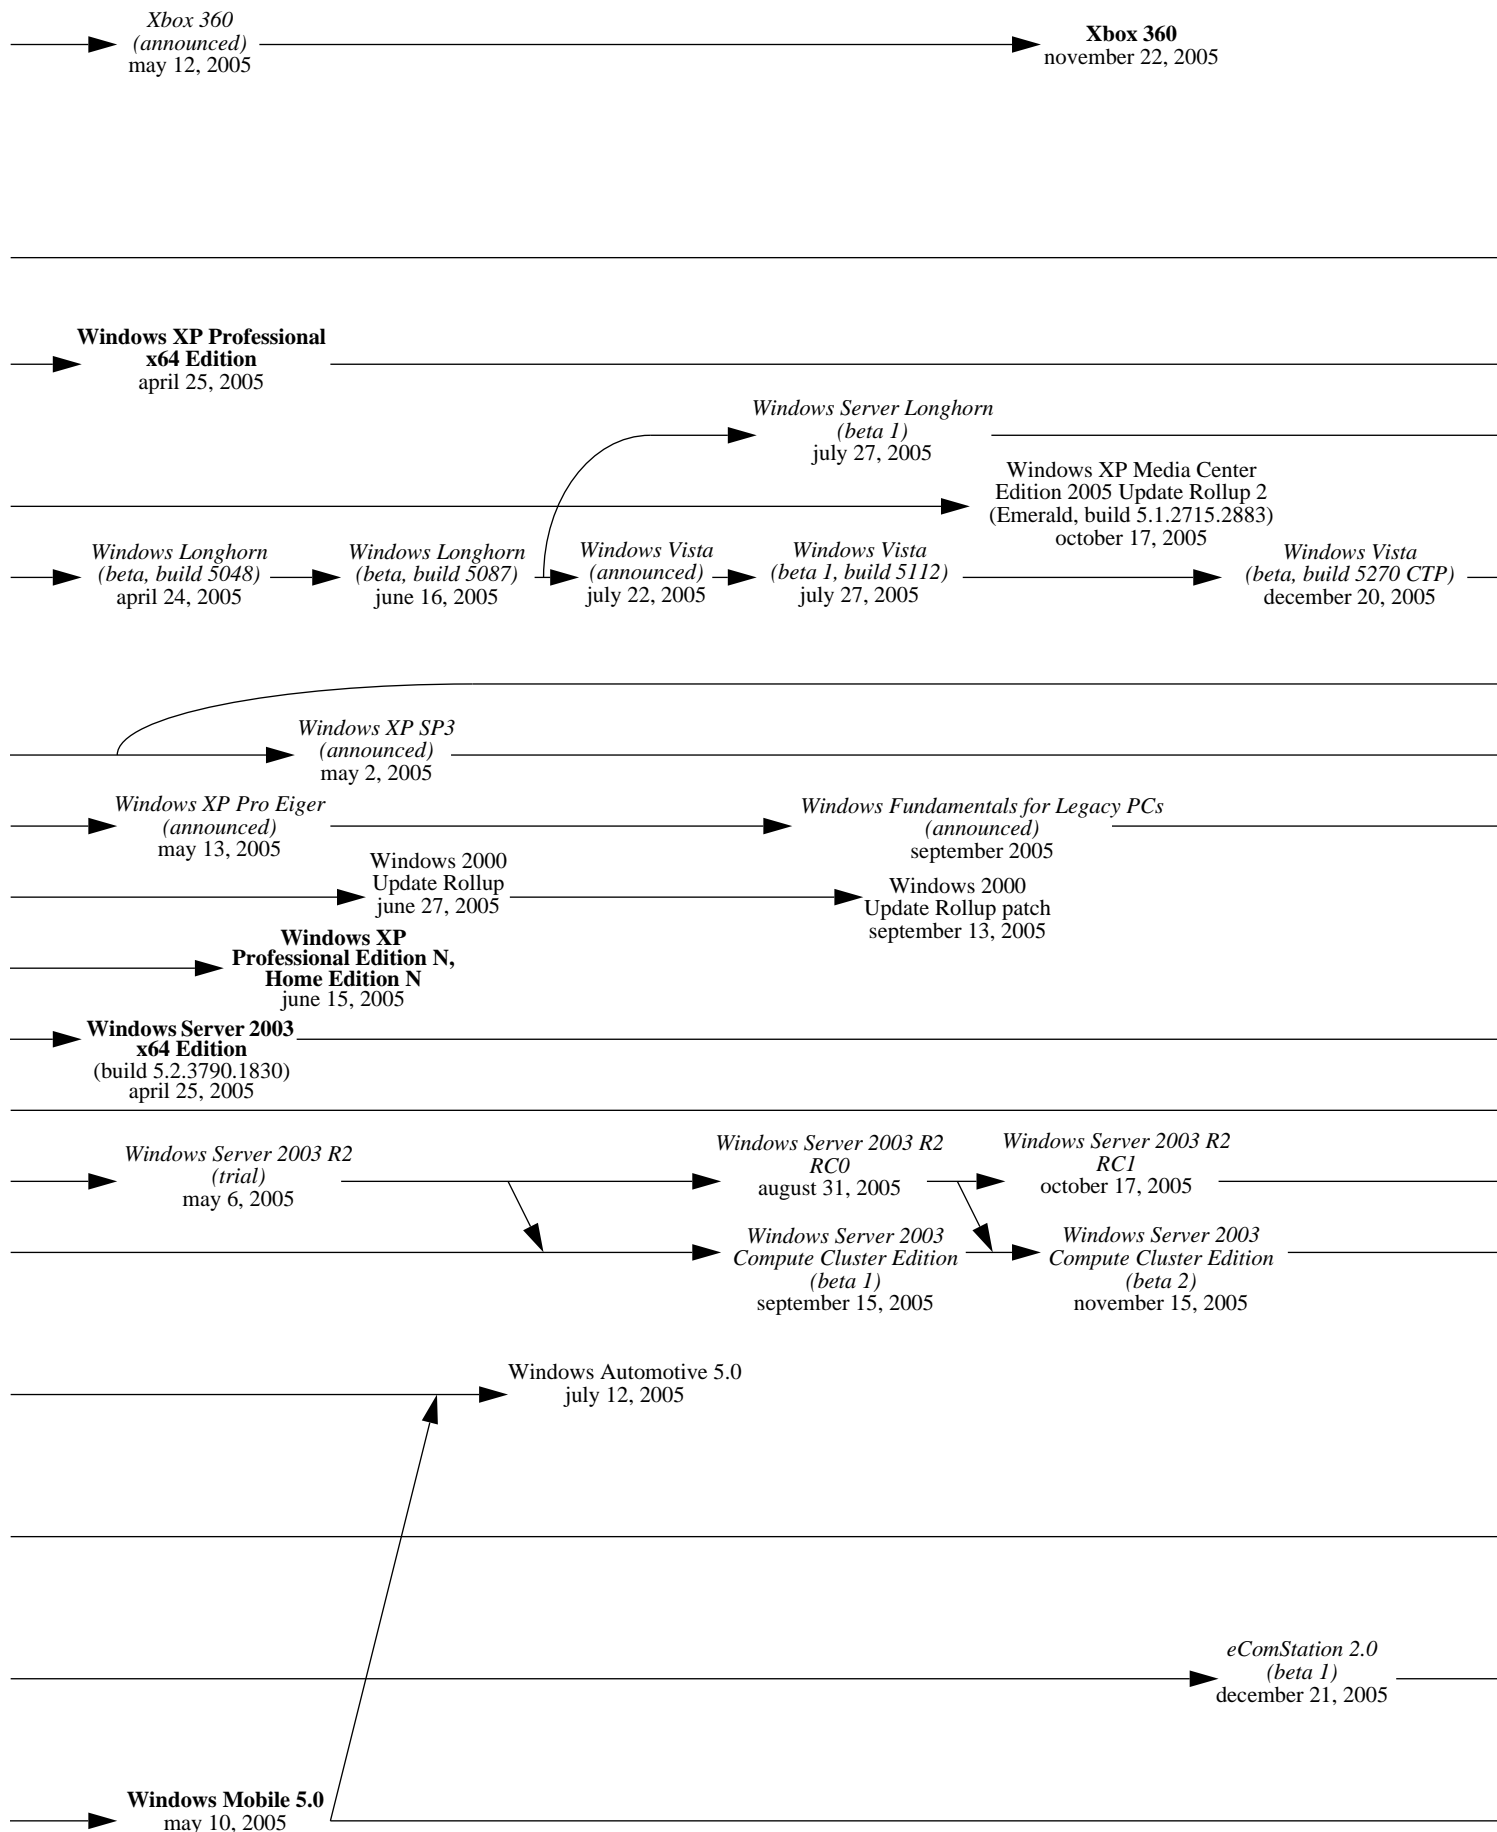 Xbox 360
(announced)
may 12, 2005
Xbox 360
november 22, 2005
Windows XP Professional
x64 Edition
april 25, 2005
Windows Server Longhorn
(beta 1)
july 27, 2005
Windows XP Media Center
Edition 2005 Update Rollup 2
(Emerald, build 5.1.2715.2883)
october 17, 2005
Windows Longhorn
(beta, build 5048)
april 24, 2005
Windows Longhorn
(beta, build 5087)
june 16, 2005
Windows Vista
(announced)
july 22, 2005
Windows Vista
(beta 1, build 5112)
july 27, 2005
Windows Vista
(beta, build 5270 CTP)
december 20, 2005
Windows XP SP3
(announced)
may 2, 2005
Windows XP Pro Eiger
(announced)
may 13, 2005
Windows Fundamentals for Legacy PCs
(announced)
september 2005
Windows 2000
Update Rollup
june 27, 2005
Windows 2000
Update Rollup patch
september 13, 2005
Windows XP
Professional Edition N,
Home Edition N
june 15, 2005
Windows Server 2003
x64 Edition
(build 5.2.3790.1830)
april 25, 2005
Windows Server 2003 R2
(trial)
may 6, 2005
Windows Server 2003 R2
RC0
august 31, 2005
Windows Server 2003 R2
RC1
october 17, 2005
Windows Server 2003
Compute Cluster Edition
(beta 1)
september 15, 2005
Windows Server 2003
Compute Cluster Edition
(beta 2)
november 15, 2005
Windows Automotive 5.0
july 12, 2005
eComStation 2.0
(beta 1)
december 21, 2005
Windows Mobile 5.0
may 10, 2005